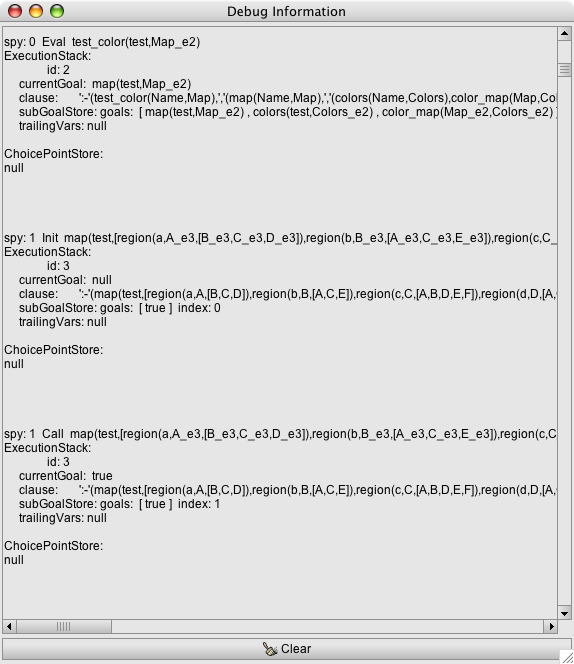 Debug Information
spy: 0  Eval  test_color(test,Map_e2)
ExecutionStack:
id: 2
currentGoal:  map(test,Map_e2)
clause:      ':-'(test_color(Name,Map),','(map(Name,Map),','(colors(Name,Colors),color_map(Map,Col
subGoalStore: goals:  [ map(test,Map_e2) , colors(test,Colors_e2) , color_map(Map_e2,Colors_e2) ]
trailingVars: null
ChoicePointStore:
null
spy: 1  Init  map(test,[region(a,A_e3,[B_e3,C_e3,D_e3]),region(b,B_e3,[A_e3,C_e3,E_e3]),region(c,C_
ExecutionStack:
id: 3
currentGoal:  null
clause:      ':-'(map(test,[region(a,A,[B,C,D]),region(b,B,[A,C,E]),region(c,C,[A,B,D,E,F]),region(d,D,[A,
subGoalStore: goals:  [ true ]  index: 0
trailingVars: null
ChoicePointStore:
null
spy: 1  Call  map(test,[region(a,A_e3,[B_e3,C_e3,D_e3]),region(b,B_e3,[A_e3,C_e3,E_e3]),region(c,C
ExecutionStack:
id: 3
currentGoal:  true
clause:      ':-'(map(test,[region(a,A,[B,C,D]),region(b,B,[A,C,E]),region(c,C,[A,B,D,E,F]),region(d,D,[A,
subGoalStore: goals:  [ true ]  index: 1
trailingVars: null
ChoicePointStore:
null
Clear